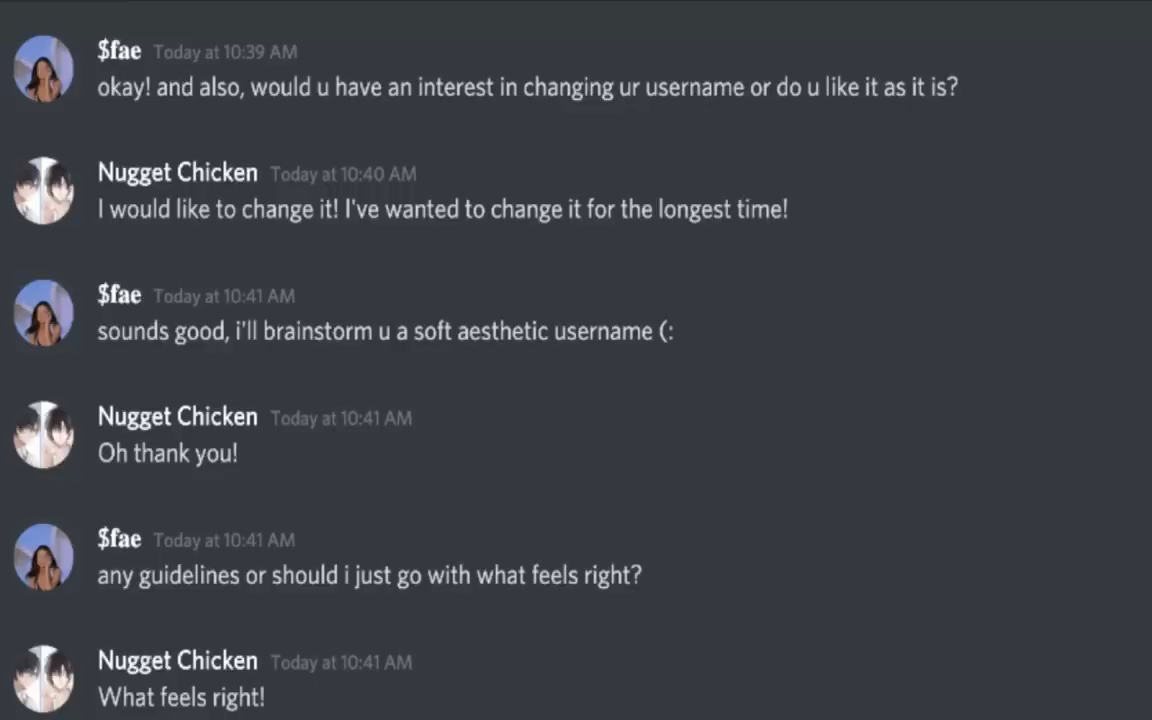 $fae Today at 10:39 AM
okay! and also, would u have an interest in changing ur username or do u like it as it is?
Nugget Chicken Today at 10:40 AM
I would like to change it! I've wanted to change it for the longest time!
$fae Today at 10:41 AM
sounds good, i'll brainstorm u a soft aesthetic username (:
Nugget Chicken Today at 10:41 AM
Oh thank you!
$fae Today at 10:41 AM
any guidelines or should i just go with what feels right?
Nugget Chicken Today at 10:41 AM
What feels right!